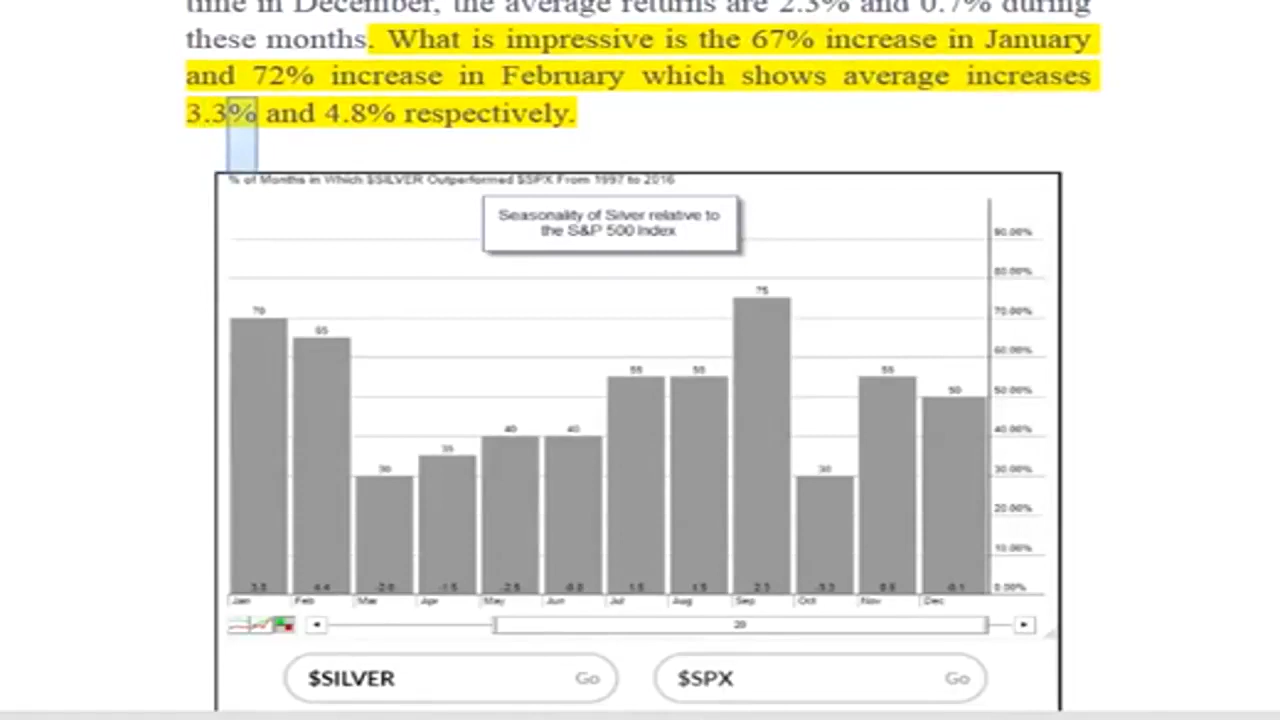 time in December, the average returns are 2.3% and 0.7% during
these months. What is impressive is the 67% increase in January
and 72% increase in February which shows average increases
3.3% and 4.8% respectively.
% of Months in Which $SILVER Outperformed $SPX From 1997 to 2016
Seasonality of Silver relative to
the S&P 500 Index
90.00%
80.00%
70.00%
60.00%
50.00%
40.00%
30.00%
20.00%
10.00%
0.00%
70 65 30 35 40 40 55 55 75 30 55 50
Jan Feb Mar Apr May Jun Jul Aug Sep Oct Nov Dec
20
$SILVER Go $SPX Go